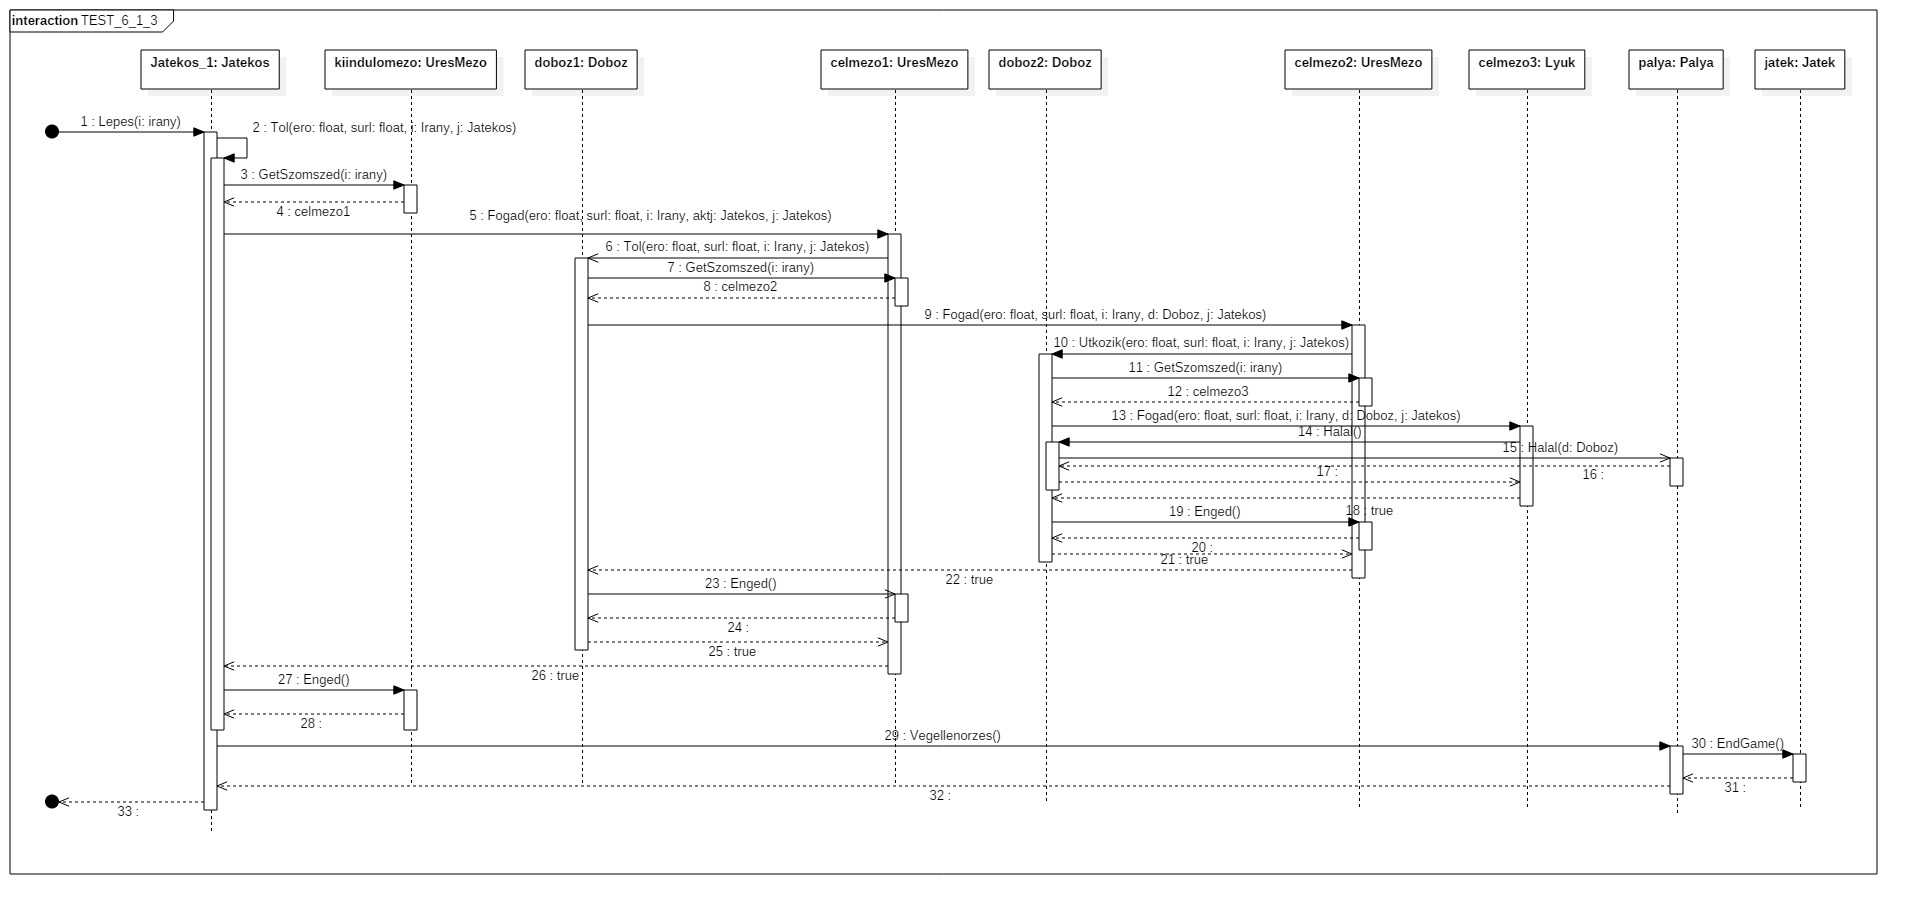 interaction TEST_6_1_3
Jatekos_1: Jatekos
kiindulomezo: UresMezo
doboz1: Doboz
celmezo1: UresMezo
doboz2: Doboz
celmezo2: UresMezo
celmezo3: Lyuk
palya: Palya
jatek: Jatek
1 : Lepes(i: irany)
2 : Tol(ero: float, surl: float, i: Irany, j: Jatekos)
3 : GetSzomszed(i: irany)
4 : celmezo1
5 : Fogad(ero: float, surl: float, i: Irany, aktj: Jatekos, j: Jatekos)
6 : Tol(ero: float, surl: float, i: Irany, j: Jatekos)
7 : GetSzomszed(i: irany)
8 : celmezo2
9 : Fogad(ero: float, surl: float, i: Irany, d: Doboz, j: Jatekos)
10 : Utkozik(ero: float, surl: float, i: Irany, j: Jatekos)
11 : GetSzomszed(i: irany)
12 : celmezo3
13 : Fogad(ero: float, surl: float, i: Irany, d: Doboz, j: Jatekos)
14 : Halal()
15 : Halal(d: Doboz)
17 :
16 :
18 : true
19 : Enged()
20 :
21 : true
22 : true
23 : Enged()
24 :
25 : true
26 : true
27 : Enged()
28 :
29 : Vegellenorzes()
30 : EndGame()
31 :
32 :
33 :